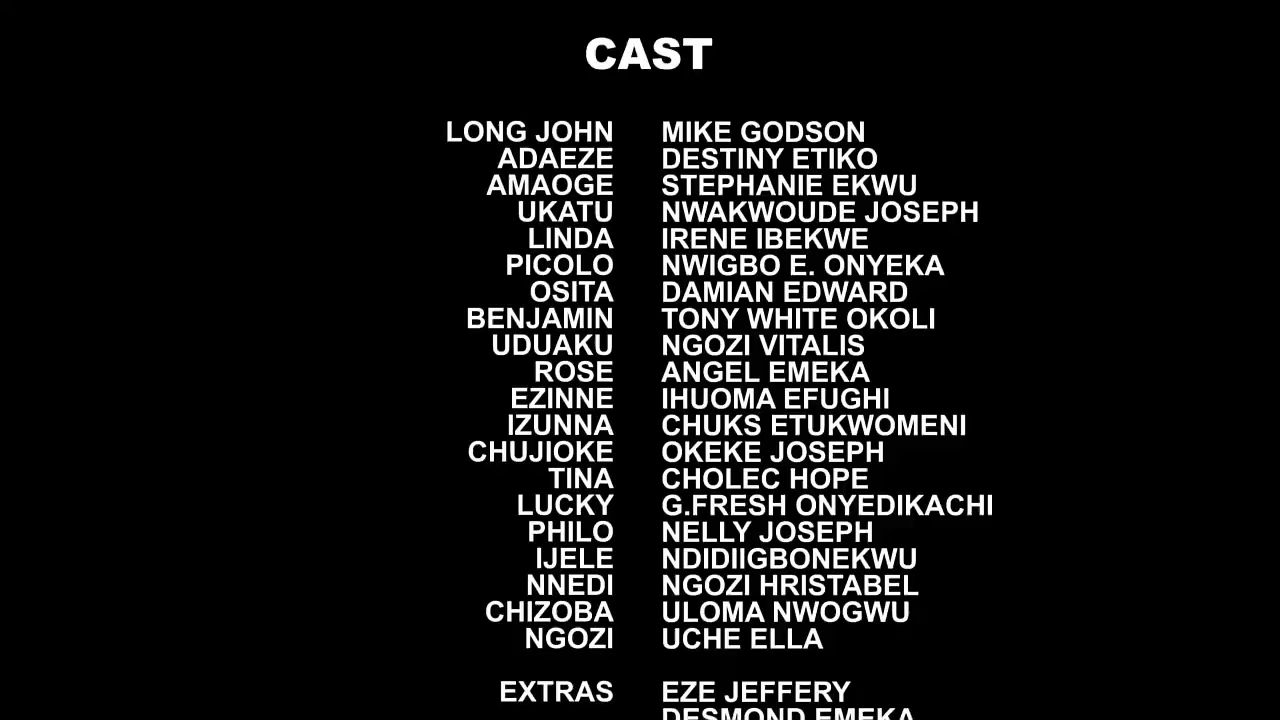 CAST
LONG JOHN MIKE GODSON
ADAEZE DESTINY ETIKO
AMAOGE STEPHANIE EKWU
UKATU NWAKWOUDE JOSEPH
LINDA IRENE IBEKWE
PICOLO NWIGBO E. ONYEKA
OSITA DAMIAN EDWARD
BENJAMIN TONY WHITE OKOLI
UDUAKU NGOZI VITALIS
ROSE ANGEL EMEKA
EZINNE IHUOMA EFUGHI
IZUNNA CHUKS ETUKWOMENI
CHUJIOKE OKEKE JOSEPH
TINA CHOLEC HOPE
LUCKY G.FRESH ONYEDIKACHI
PHILO NELLY JOSEPH
IJELE NDIDIIGBONEKWU
NNEDI NGOZI HRISTABEL
CHIZOBA ULOMA NWOGWU
NGOZI UCHE ELLA
EXTRAS EZE JEFFERY
DESMOND EMEKA